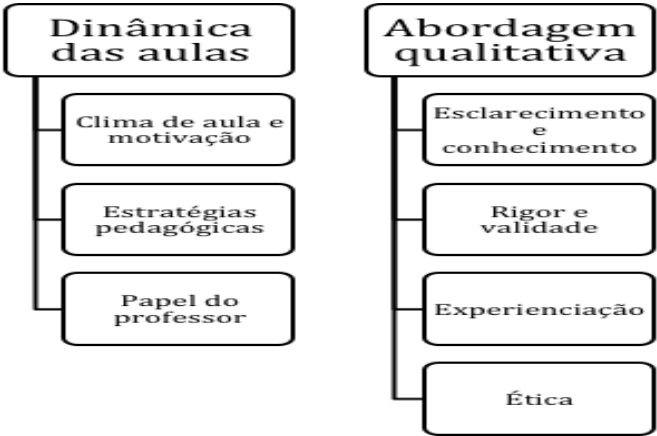 Dinâmica
das aulas
Clima de aula e
motivação
Estratégias
pedagógicas
Papel do
professor
Abordagem
qualitativa
Esclarecimento
e
conhecimento
Rigor e
validade
Experienciação
Ética